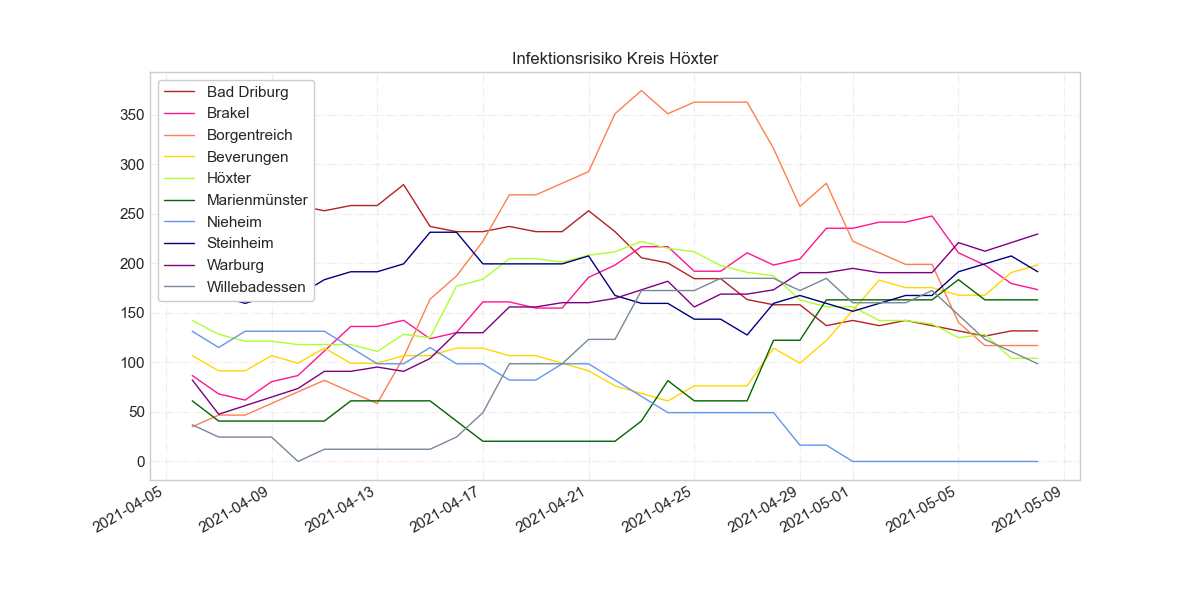 Infektionsrisiko Kreis Höxter
350
300
250
200
150
100
50
0
Bad Driburg
Brakel
Borgentreich
Beverungen
Höxter
Marienmünster
Nieheim
Steinheim
Warburg
Willebadessen
2021-04-05
2021-04-09
2021-04-13
2021-04-17
2021-04-21
2021-04-25
2021-04-29
2021-05-01
2021-05-05
2021-05-09